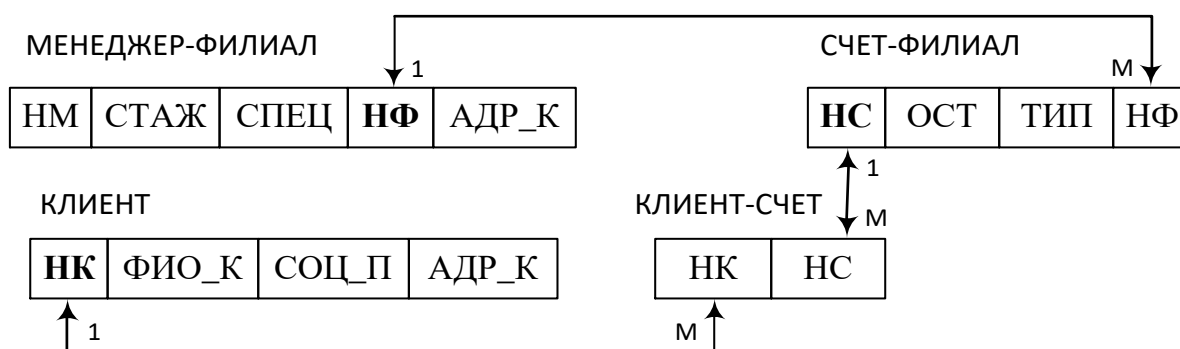 МЕНЕДЖЕР-ФИЛИАЛ СЧЕТ-ФИЛИАЛ
1 М
НМ СТАЖ СПЕЦ НФ АДР_К НС ОСТ ТИП НФ
1
КЛИЕНТ КЛИЕНТ-СЧЕТ М
НК ФИО_К СОЦ_П АДР_К НК НС
1 М